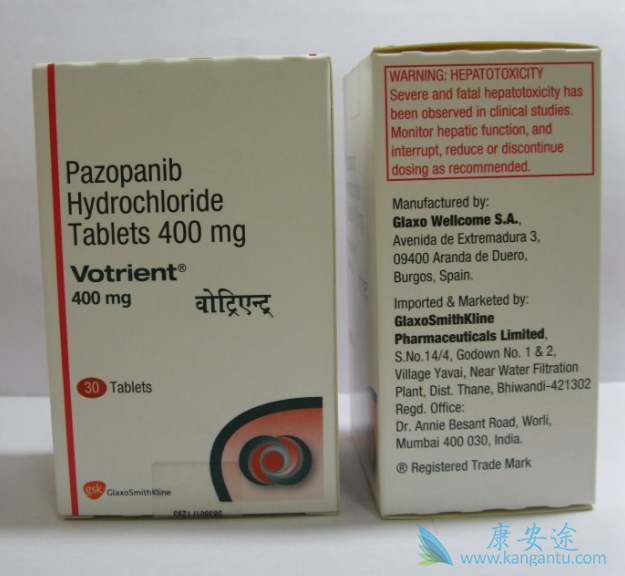 Pazopanib
Hydrochloride
Tablets 400 mg
Votrient®
400 mg
वोट्रिएन्ट्
30 Tablets
gsk GlaxoSmithKline
WARNING: HEPATOTOXICITY
Severe and fatal hepatotoxicity has
been observed in clinical studies.
Monitor hepatic function, and
interrupt, reduce or discontinue
dosing as recommended.
Manufactured by:
Glaxo Wellcome S.A.,
Avenida de Extremadura 3,
09400 Aranda de Duero,
Burgos, Spain.
Imported & Marketed by:
GlaxoSmithKline
Pharmaceuticals Limited,
S.No.14/4, Godown No. 1 & 2,
Village Yavai, Near Water Filtration
Plant, Dist. Thane, Bhiwandi-421302
Regd. Office:
Dr. Annie Besant Road, Worli,
Mumbai 400 030, India.
® Registered Trade Mark
康安途
www.kangantu.com